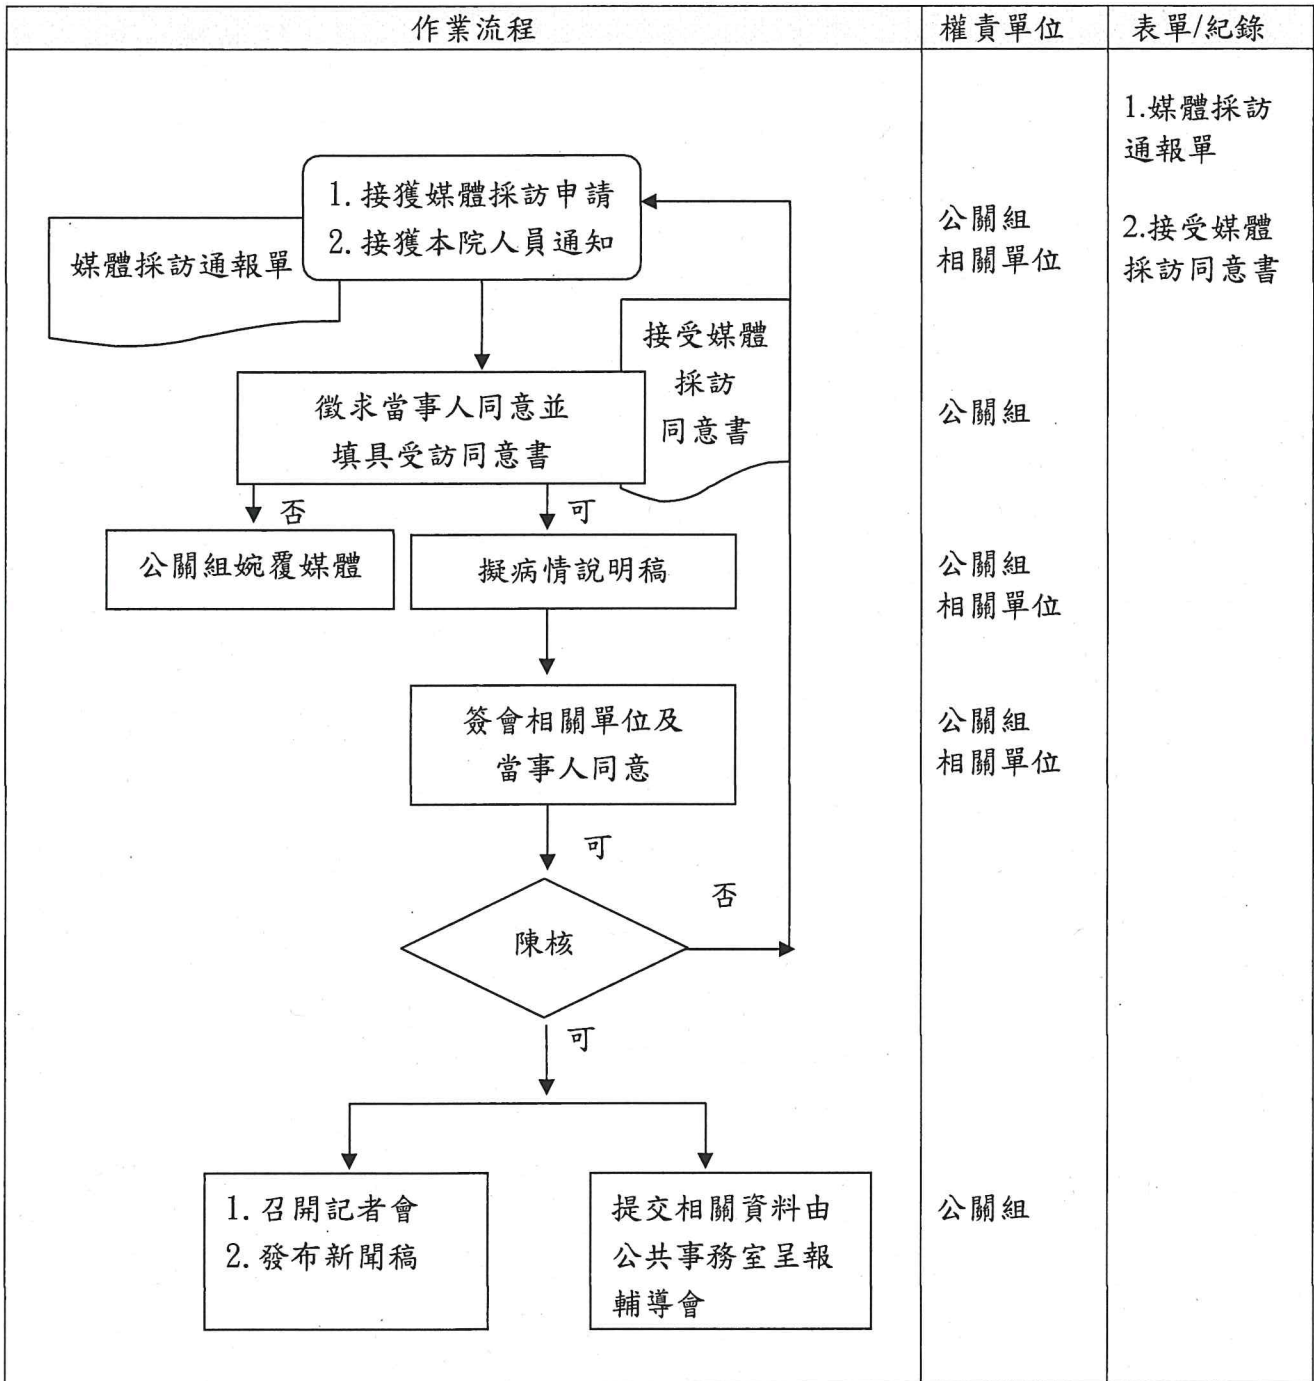 作業流程
權責單位
表單/紀錄
1.媒體採訪
通報單
2.接受媒體
採訪同意書
1.接獲媒體採訪申請
2.接獲本院人員通知
媒體採訪通報單
公關組
相關單位
接受媒體
採訪
同意書
徵求當事人同意並
填具受訪同意書
公關組
否
可
公關組婉覆媒體
擬病情說明稿
公關組
相關單位
簽會相關單位及
當事人同意
公關組
相關單位
可
否
陳核
可
1.召開記者會
2.發布新聞稿
提交相關資料由
公共事務室呈報
輔導會
公關組